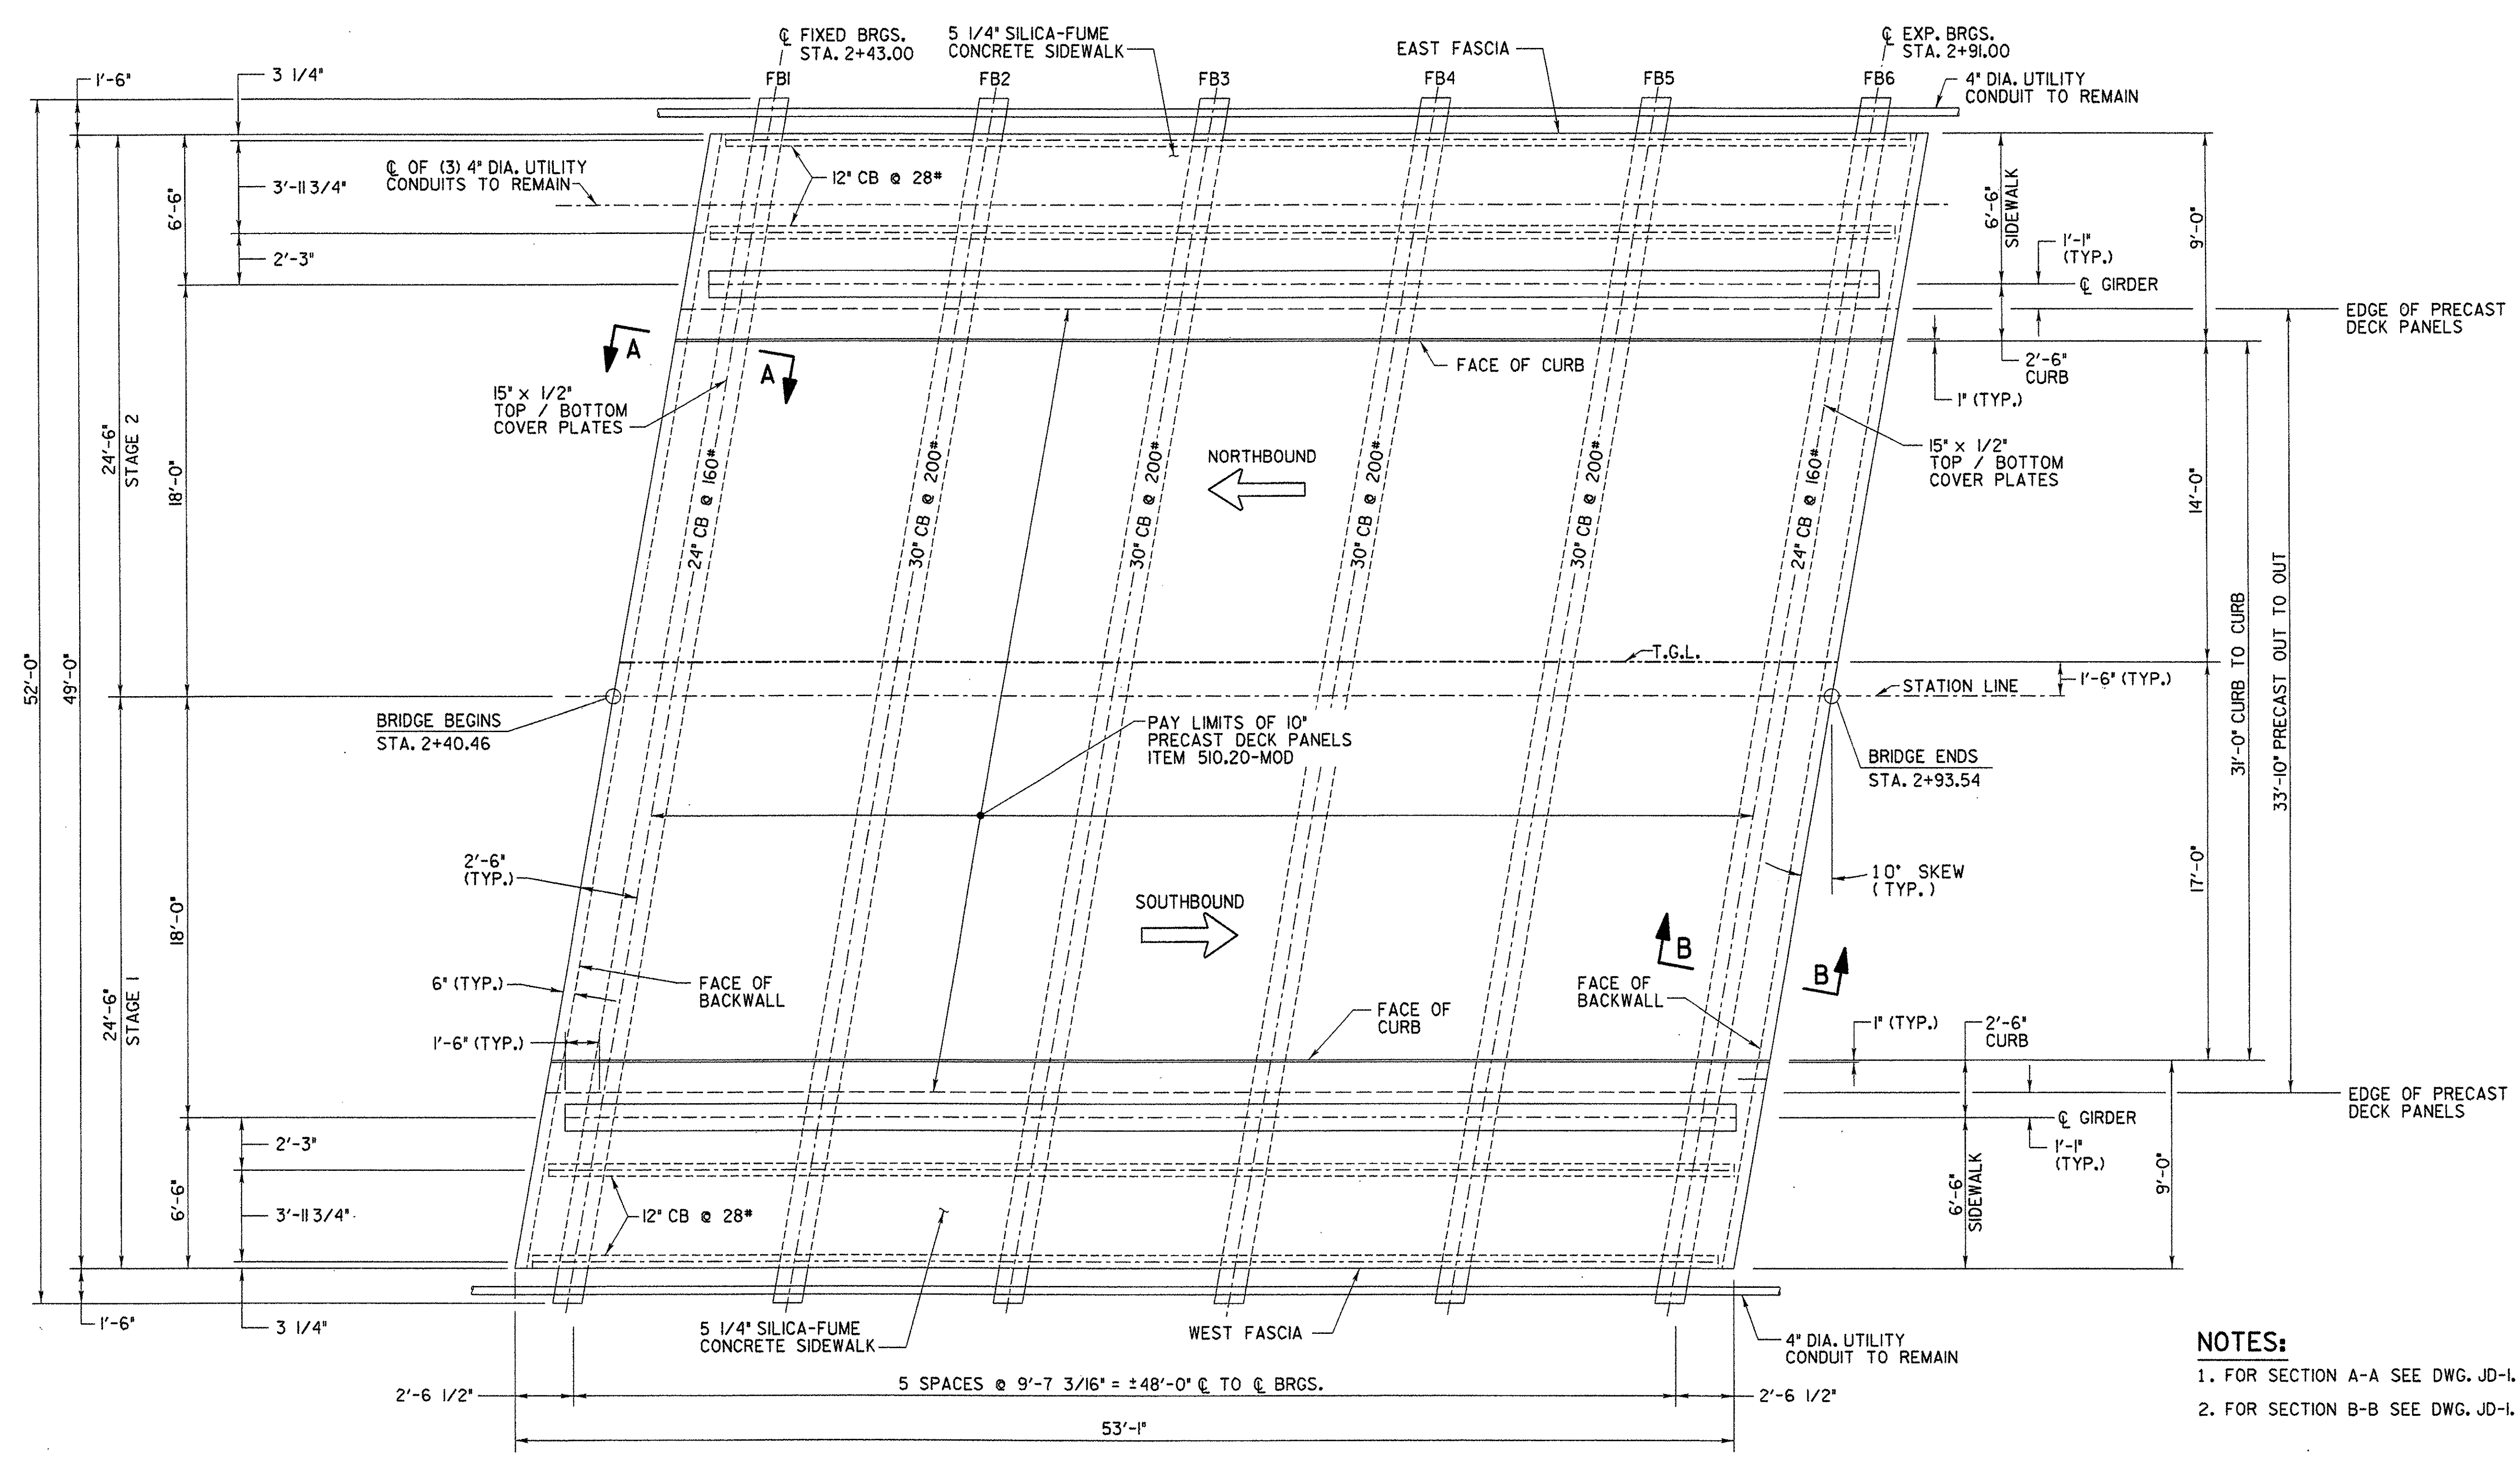 ℄ FIXED BRGS.
STA. 2+43.00
5 1/4" SILICA-FUME
CONCRETE SIDEWALK
EAST FASCIA
℄ EXP. BRGS.
STA. 2+91.00
1'-6"
3 1/4"
FB1
FB2
FB3
FB4
FB5
FB6
4" DIA. UTILITY
CONDUIT TO REMAIN
℄ OF (3) 4" DIA. UTILITY
CONDUITS TO REMAIN
3'-11 3/4"
6'-6"
2'-3"
12" CB @ 28#
6'-6"
SIDEWALK
9'-0"
1'-1"
(TYP.)
℄ GIRDER
EDGE OF PRECAST
DECK PANELS
A
A
FACE OF CURB
2'-6"
CURB
1" (TYP.)
15" x 1/2"
TOP / BOTTOM
COVER PLATES
24'-6"
STAGE 2
18'-0"
24" CB @ 160#
30" CB @ 200#
30" CB @ 200#
30" CB @ 200#
30" CB @ 200#
24" CB @ 160#
NORTHBOUND
15" x 1/2"
TOP / BOTTOM
COVER PLATES
14'-0"
31'-0" CURB TO CURB
33'-10" PRECAST OUT TO OUT
52'-0"
49'-0"
T.G.L.
STATION LINE
1'-6" (TYP.)
BRIDGE BEGINS
STA. 2+40.46
PAY LIMITS OF 10"
PRECAST DECK PANELS
ITEM 510.20-MOD
BRIDGE ENDS
STA. 2+93.54
2'-6"
(TYP.)
10° SKEW
(TYP.)
17'-0"
18'-0"
24'-6"
STAGE 1
SOUTHBOUND
B
B
6" (TYP.)
FACE OF
BACKWALL
FACE OF
BACKWALL
FACE OF
CURB
1'-6" (TYP.)
1" (TYP.)
2'-6"
CURB
EDGE OF PRECAST
DECK PANELS
℄ GIRDER
1'-1"
(TYP.)
2'-3"
6'-6"
3'-11 3/4"
12" CB @ 28#
6'-6"
SIDEWALK
9'-0"
1'-6"
3 1/4"
5 1/4" SILICA-FUME
CONCRETE SIDEWALK
WEST FASCIA
4" DIA. UTILITY
CONDUIT TO REMAIN
2'-6 1/2"
5 SPACES @ 9'-7 3/16" = ±48'-0" ℄ TO ℄ BRGS.
2'-6 1/2"
53'-1"
NOTES:
1. FOR SECTION A-A SEE DWG. JD-1.
2. FOR SECTION B-B SEE DWG. JD-1.